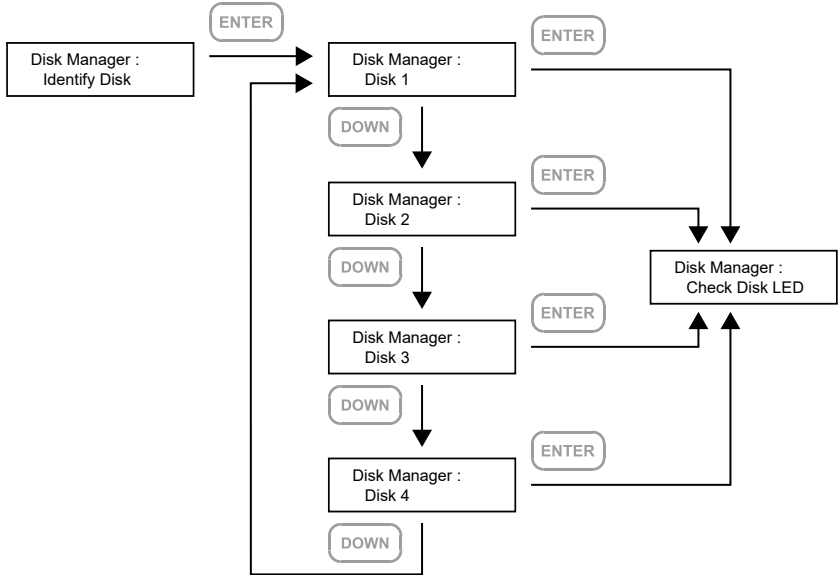 ENTER
Disk Manager :
Identify Disk
Disk Manager :
Disk 1
ENTER
DOWN
Disk Manager :
Disk 2
ENTER
DOWN
Disk Manager :
Disk 3
ENTER
DOWN
Disk Manager :
Disk 4
ENTER
DOWN
Disk Manager :
Check Disk LED